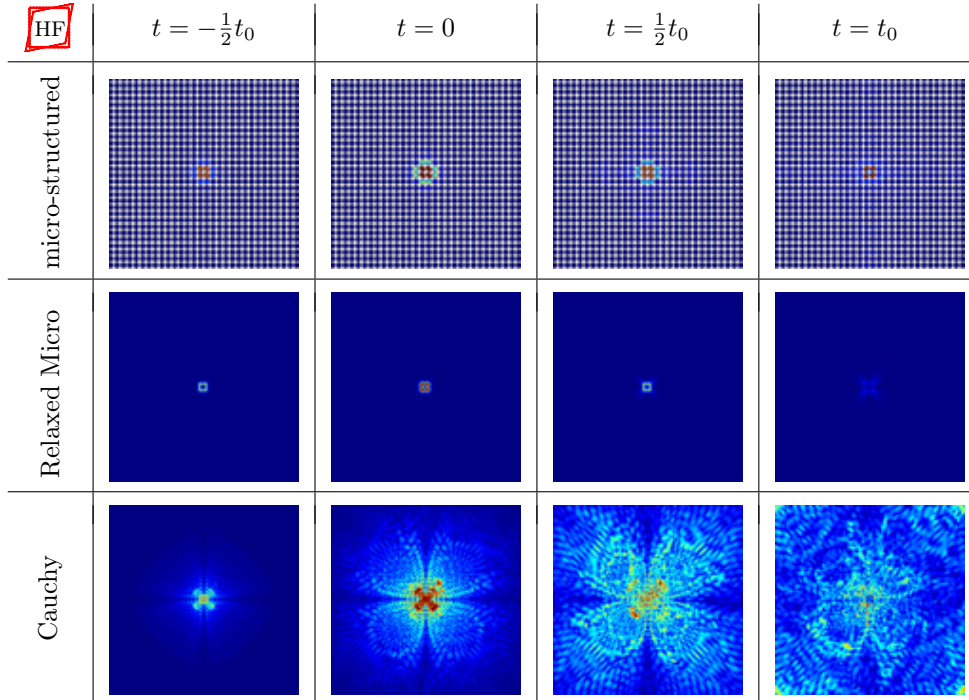 HF t = −½t₀ t = 0 t = ½t₀ t = t₀
micro-structured
Relaxed Micro
Cauchy